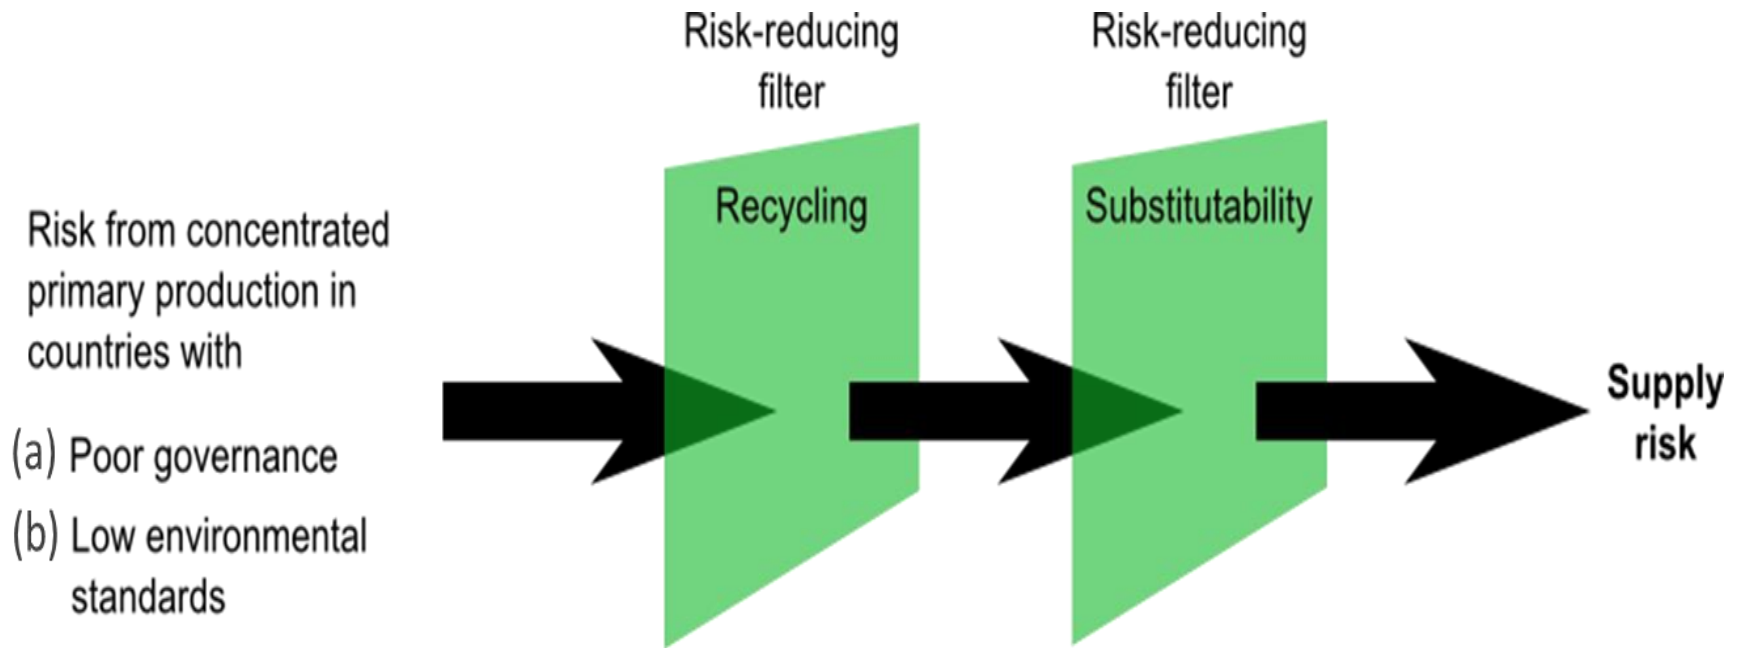 Risk-reducing
filter
Risk-reducing
filter
Recycling
Substitutability
Risk from concentrated
primary production in
countries with
(a) Poor governance
(b) Low environmental
standards
Supply
risk